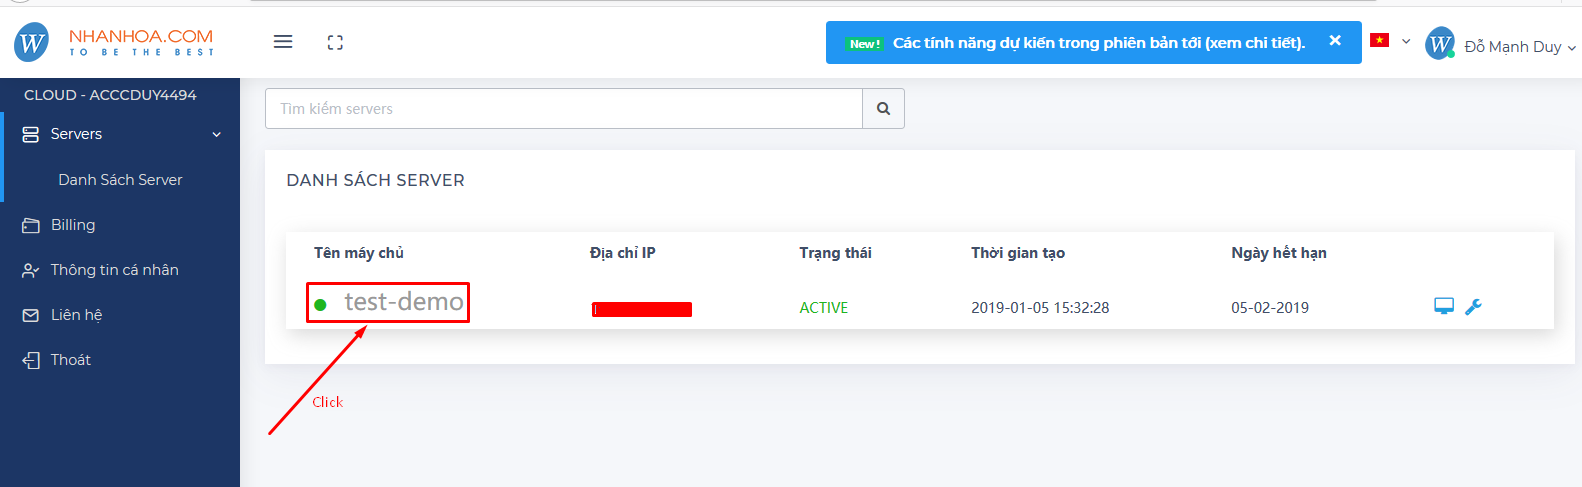 NHANHOA.COM
TO BE THE BEST
New! Các tính năng dự kiến trong phiên bản tới (xem chi tiết). ×
Đỗ Mạnh Duy
CLOUD - ACCCDUY4494
Servers
Danh Sách Server
Billing
Thông tin cá nhân
Liên hệ
Thoát
Tìm kiếm servers
DANH SÁCH SERVER
Tên máy chủ Địa chỉ IP Trạng thái Thời gian tạo Ngày hết hạn
test-demo ACTIVE 2019-01-05 15:32:28 05-02-2019
Click